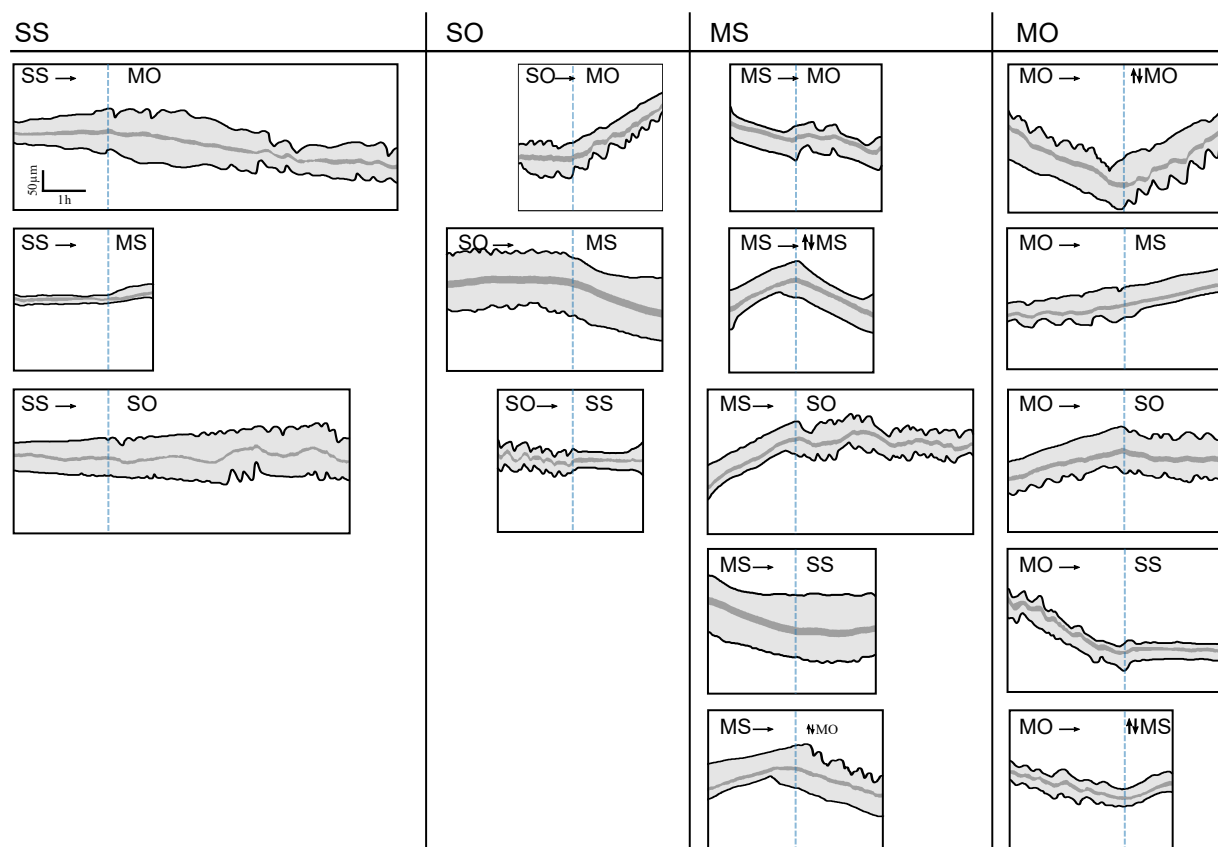 SS SO MS MO
SS → MO
50µm
1h
SS → MS
SS → SO
SO → MO
SO → MS
SO → SS
MS → MO
MS → ⇅MS
MS → SO
MS → SS
MS → ⇅MO
MO → ⇅MO
MO → MS
MO → SO
MO → SS
MO → ⇅MS